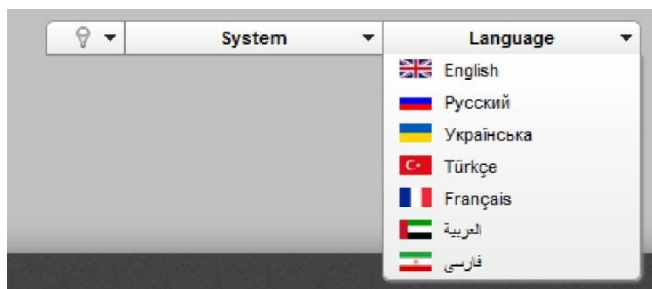 System
Language
English
Русский
Українська
Türkçe
Français
العربية
فارسی